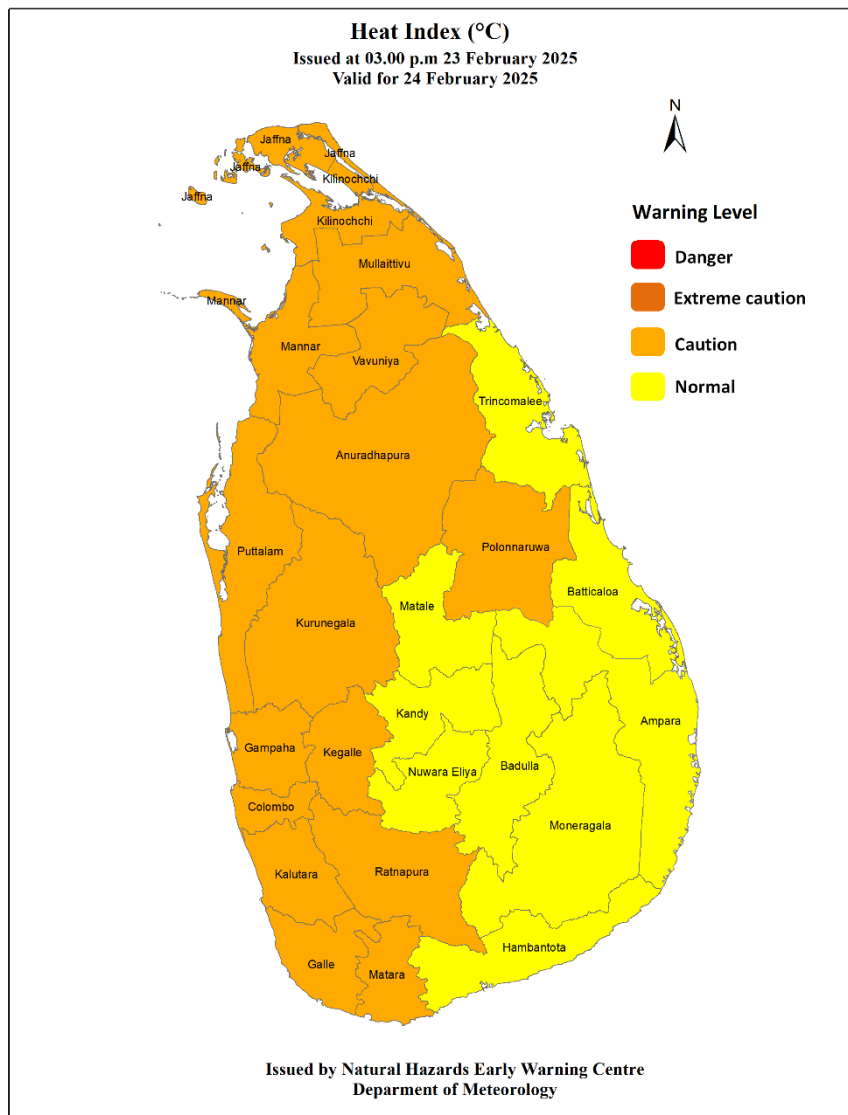 Heat Index (°C)
Issued at 03.00 p.m 23 February 2025
Valid for 24 February 2025
N
Jaffna
Jaffna
Jaffna
Kilinochchi
Jaffna
Kilinochchi
Warning Level
Danger
Extreme caution
Caution
Normal
Mullaittivu
Mannar
Mannar
Vavuniya
Trincomalee
Anuradhapura
Polonnaruwa
Puttalam
Batticaloa
Matale
Kurunegala
Kandy
Ampara
Gampaha
Kegalle
Nuwara Eliya
Badulla
Colombo
Moneragala
Kalutara
Ratnapura
Hambantota
Galle
Matara
Issued by Natural Hazards Early Warning Centre
Deparment of Meteorology